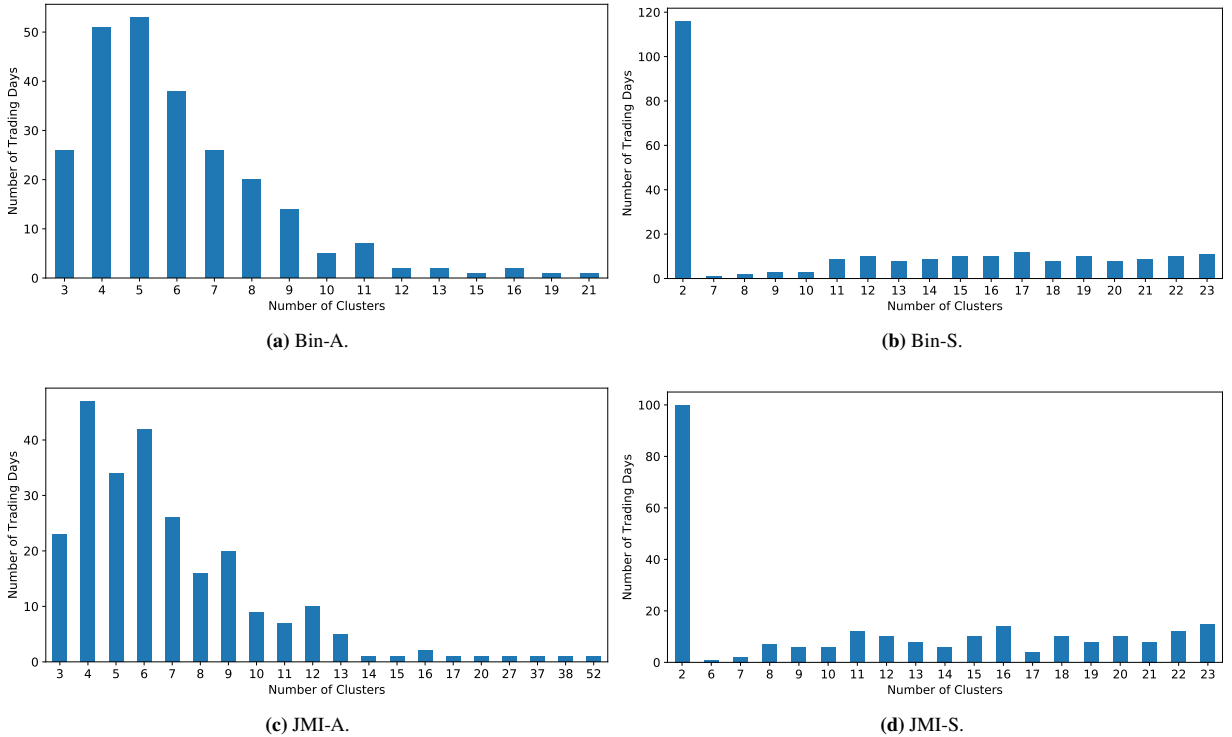 50
40
30
20
10
0
Number of Trading Days
3 4 5 6 7 8 9 10 11 12 13 15 16 19 21
Number of Clusters
(a) Bin-A.
120
100
80
60
40
20
0
Number of Trading Days
2 7 8 9 10 11 12 13 14 15 16 17 18 19 20 21 22 23
Number of Clusters
(b) Bin-S.
40
30
20
10
0
Number of Trading Days
3 4 5 6 7 8 9 10 11 12 13 14 15 16 17 20 27 37 38 52
Number of Clusters
(c) JMI-A.
100
80
60
40
20
0
Number of Trading Days
2 6 7 8 9 10 11 12 13 14 15 16 17 18 19 20 21 22 23
Number of Clusters
(d) JMI-S.